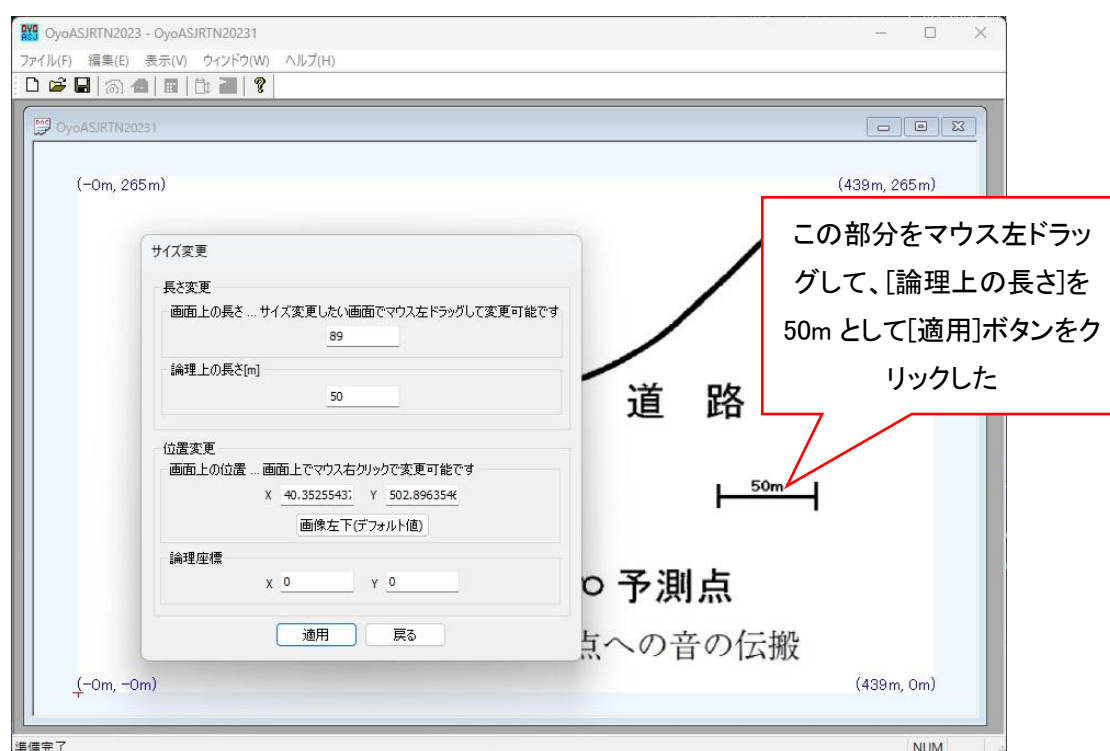 OyoASJRTN2023 - OyoASJRTN20231
ファイル(F) 編集(E) 表示(V) ウィンドウ(W) ヘルプ(H)
OyoASJRTN20231
(-0m, 265m)
(439m, 265m)
この部分をマウス左ドラッ
グして、[論理上の長さ]を
50m として[適用]ボタンをク
リックした
サイズ変更
長さ変更
画面上の長さ ... サイズ変更したい画面でマウス左ドラッグして変更可能です
89
論理上の長さ[m]
50
位置変更
画面上の位置 ... 画面上でマウス右クリックで変更可能です
X 40.3525543 Y 502.896354
画像左下(デフォルト値)
論理座標
X 0 Y 0
適用 戻る
道 路
50m
予測点
点への音の伝搬
(-0m, -0m)
(439m, 0m)
準備完了
NUM